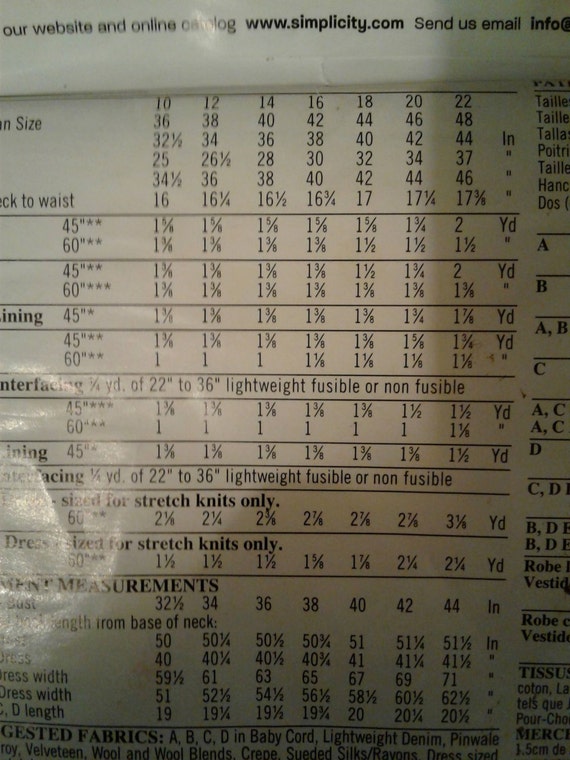 our website and online catalog www.simplicity.com Send us email info@
10 12 14 16 18 20 22
an Size 36 38 40 42 44 46 48
32½ 34 36 38 40 42 44 In
25 26½ 28 30 32 34 37 "
34½ 36 38 40 42 44 46 "
eck to waist 16 16¼ 16½ 16¾ 17 17¼ 17⅜ "
45"** 1⅝ 1⅝ 1⅝ 1⅝ 1⅝ 1¾ 2 Yd
60"** 1⅜ 1⅜ 1⅜ 1⅜ 1½ 1½ 1½ "
45"** 1⅜ 1⅜ 1⅜ 1⅜ 1½ 1¾ 2 Yd
60"*** 1⅜ 1⅜ 1⅜ 1⅜ 1⅜ 1⅜ 1⅜ "
ining 45"* 1⅜ 1⅜ 1⅜ 1⅜ 1⅜ 1¾ 1⅞ Yd
45"** 1⅜ 1⅜ 1⅜ 1⅜ 1⅜ 1⅝ 1¾ Yd
60"** 1 1 1 1⅛ 1⅛ 1⅛ 1⅛ "
nterfacing ¼ yd. of 22" to 36" lightweight fusible or non fusible
45"*** 1⅜ 1⅜ 1⅜ 1⅜ 1⅜ 1½ 1½ Yd
60"** 1 1 1 1 1 1 1⅛ "
ining 45"* 1⅜ 1⅜ 1⅜ 1⅜ 1⅜ 1⅜ 1½ Yd
terfacing ¼ yd. of 22" to 36" lightweight fusible or non fusible
sized for stretch knits only.
60"** 2⅛ 2¼ 2⅜ 2⅞ 2⅞ 2⅞ 3⅛ Yd
Dress sized for stretch knits only.
60"** 1½ 1½ 1½ 1⅝ 1⅞ 2¼ 2¼ Yd
MENT MEASUREMENTS
Bust 32½ 34 36 38 40 42 44 In
length from base of neck:
50 50¼ 50½ 50¾ 51 51¼ 51½ In
Dress 40 40¼ 40½ 40¾ 41 41¼ 41½ "
Dress width 59½ 61 63 65 67 69 71 "
Dress width 51 52½ 54½ 56½ 58½ 60½ 62½ "
C, D length 19 19¼ 19½ 19¾ 20 20¼ 20½ "
GESTED FABRICS: A, B, C, D in Baby Cord, Lightweight Denim, Pinwale
roy, Velveteen, Wool and Wool Blends, Crepe, Sueded Silks/Rayons. Dress sized
Tailles
Taille
Tallas
Poitri
Taille
Hanc
Dos (
A
B
A, B
C
A, C
A, C
D
C, D I
B, D E
B, D E
Robe l
Vestid
Robe c
Vestido
TISSUS
coton, La
tels que
Pour-Cho
MERCE
1.5cm de